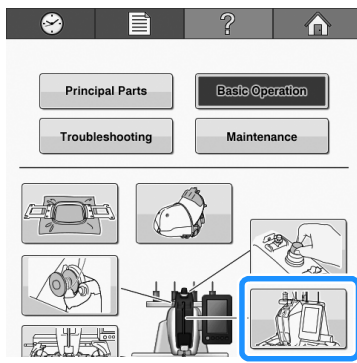 Principal Parts
Basic Operation
Troubleshooting
Maintenance